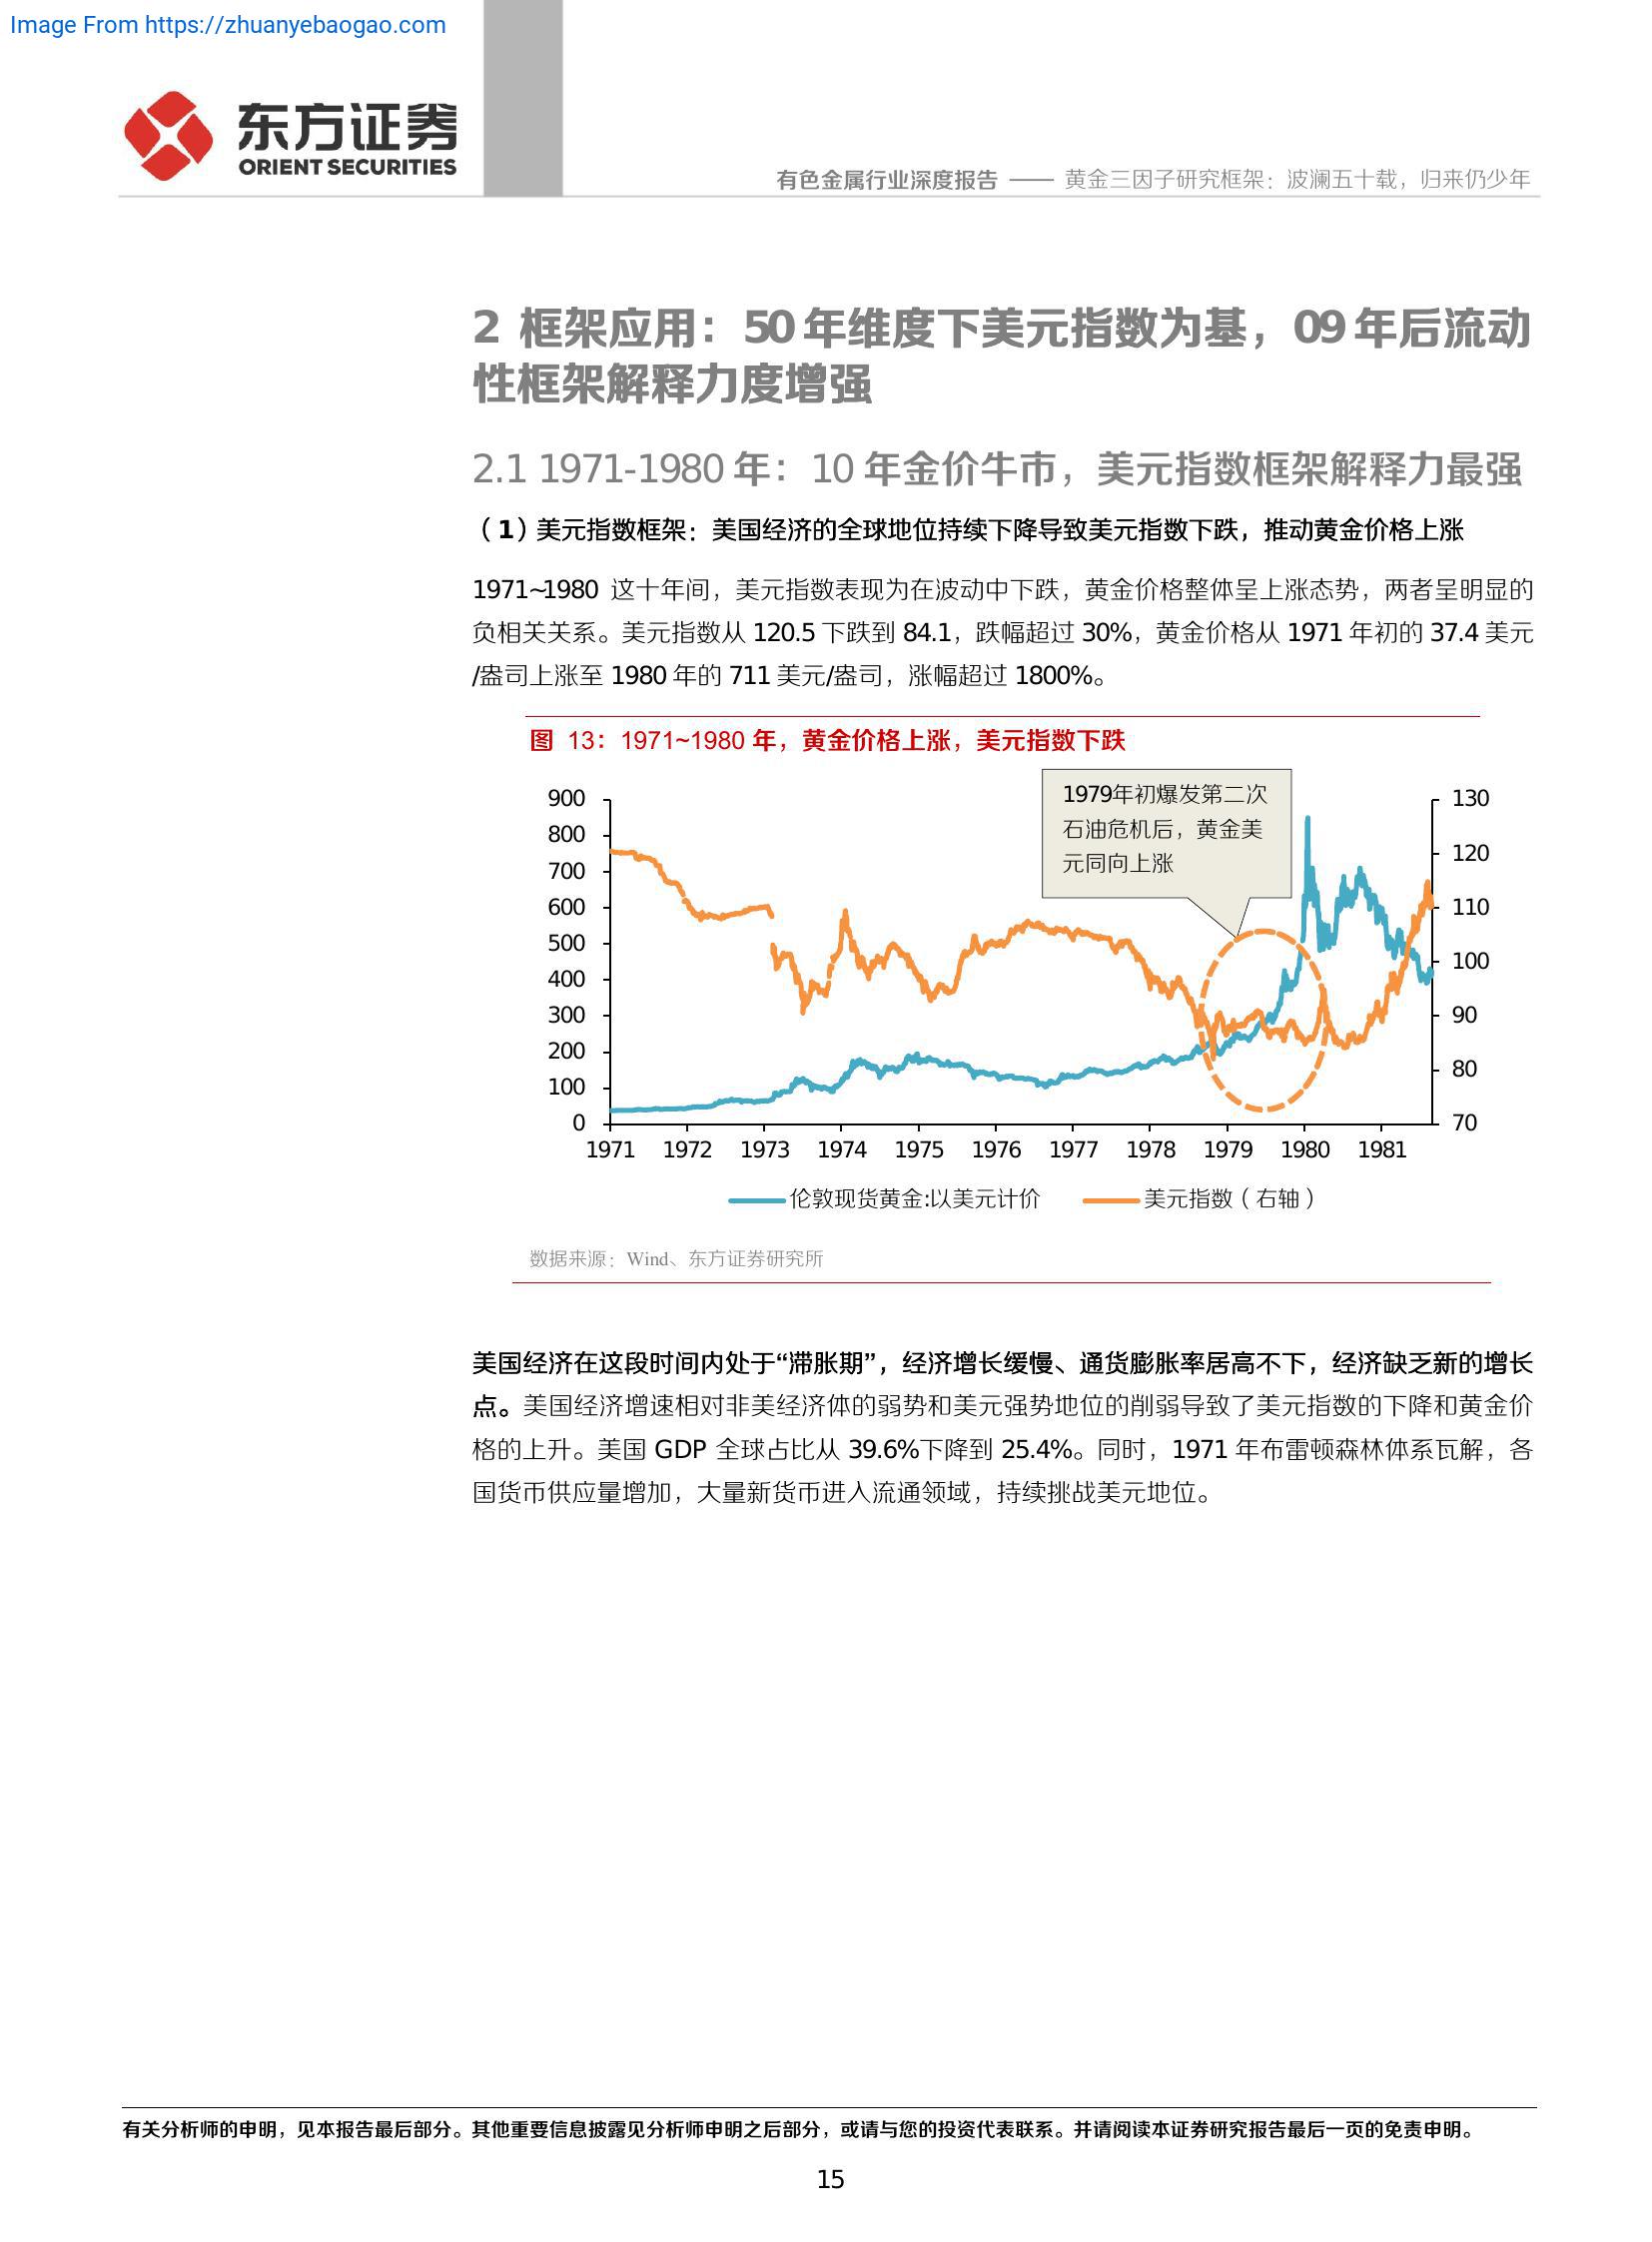 Image From https://zhuanyebaogao.com
东方证券
ORIENT SECURITIES
有色金属行业深度报告 —— 黄金三因子研究框架：波澜五十载，归来仍少年
2 框架应用：50 年维度下美元指数为基，09 年后流动
性框架解释力度增强
2.1 1971-1980 年：10 年金价牛市，美元指数框架解释力最强
（1）美元指数框架：美国经济的全球地位持续下降导致美元指数下跌，推动黄金价格上涨
1971~1980 这十年间，美元指数表现为在波动中下跌，黄金价格整体呈上涨态势，两者呈明显的
负相关关系。美元指数从 120.5 下跌到 84.1，跌幅超过 30%，黄金价格从 1971 年初的 37.4 美元
/盎司上涨至 1980 年的 711 美元/盎司，涨幅超过 1800%。
图 13：1971~1980 年，黄金价格上涨，美元指数下跌
1979年初爆发第二次
石油危机后，黄金美
元同向上涨
900
800
700
600
500
400
300
200
100
0
130
120
110
100
90
80
70
1971 1972 1973 1974 1975 1976 1977 1978 1979 1980 1981
伦敦现货黄金:以美元计价 美元指数（右轴）
数据来源：Wind、东方证券研究所
美国经济在这段时间内处于“滞胀期”，经济增长缓慢、通货膨胀率居高不下，经济缺乏新的增长
点。美国经济增速相对非美经济体的弱势和美元强势地位的削弱导致了美元指数的下降和黄金价
格的上升。美国 GDP 全球占比从 39.6%下降到 25.4%。同时，1971 年布雷顿森林体系瓦解，各
国货币供应量增加，大量新货币进入流通领域，持续挑战美元地位。
有关分析师的申明，见本报告最后部分。其他重要信息披露见分析师申明之后部分，或请与您的投资代表联系。并请阅读本证券研究报告最后一页的免责申明。
15